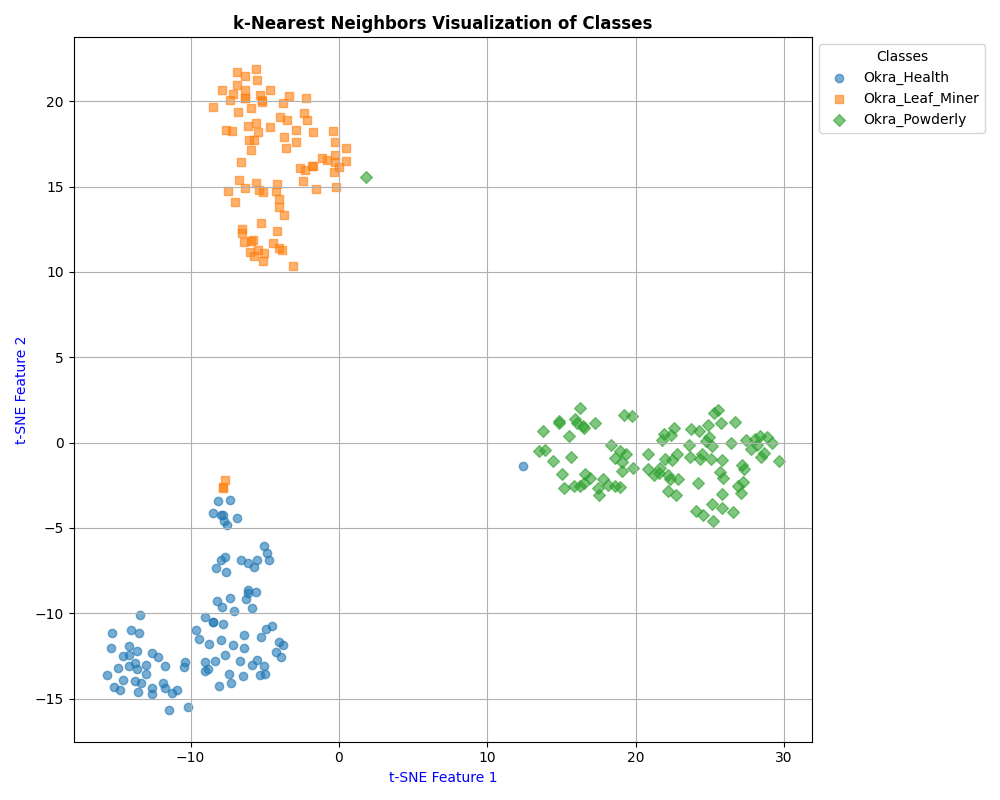 k-Nearest Neighbors Visualization of Classes
Classes
Okra_Health
Okra_Leaf_Miner
Okra_Powderly
t-SNE Feature 2
20
15
10
5
0
−5
−10
−15
−10
0
10
20
30
t-SNE Feature 1